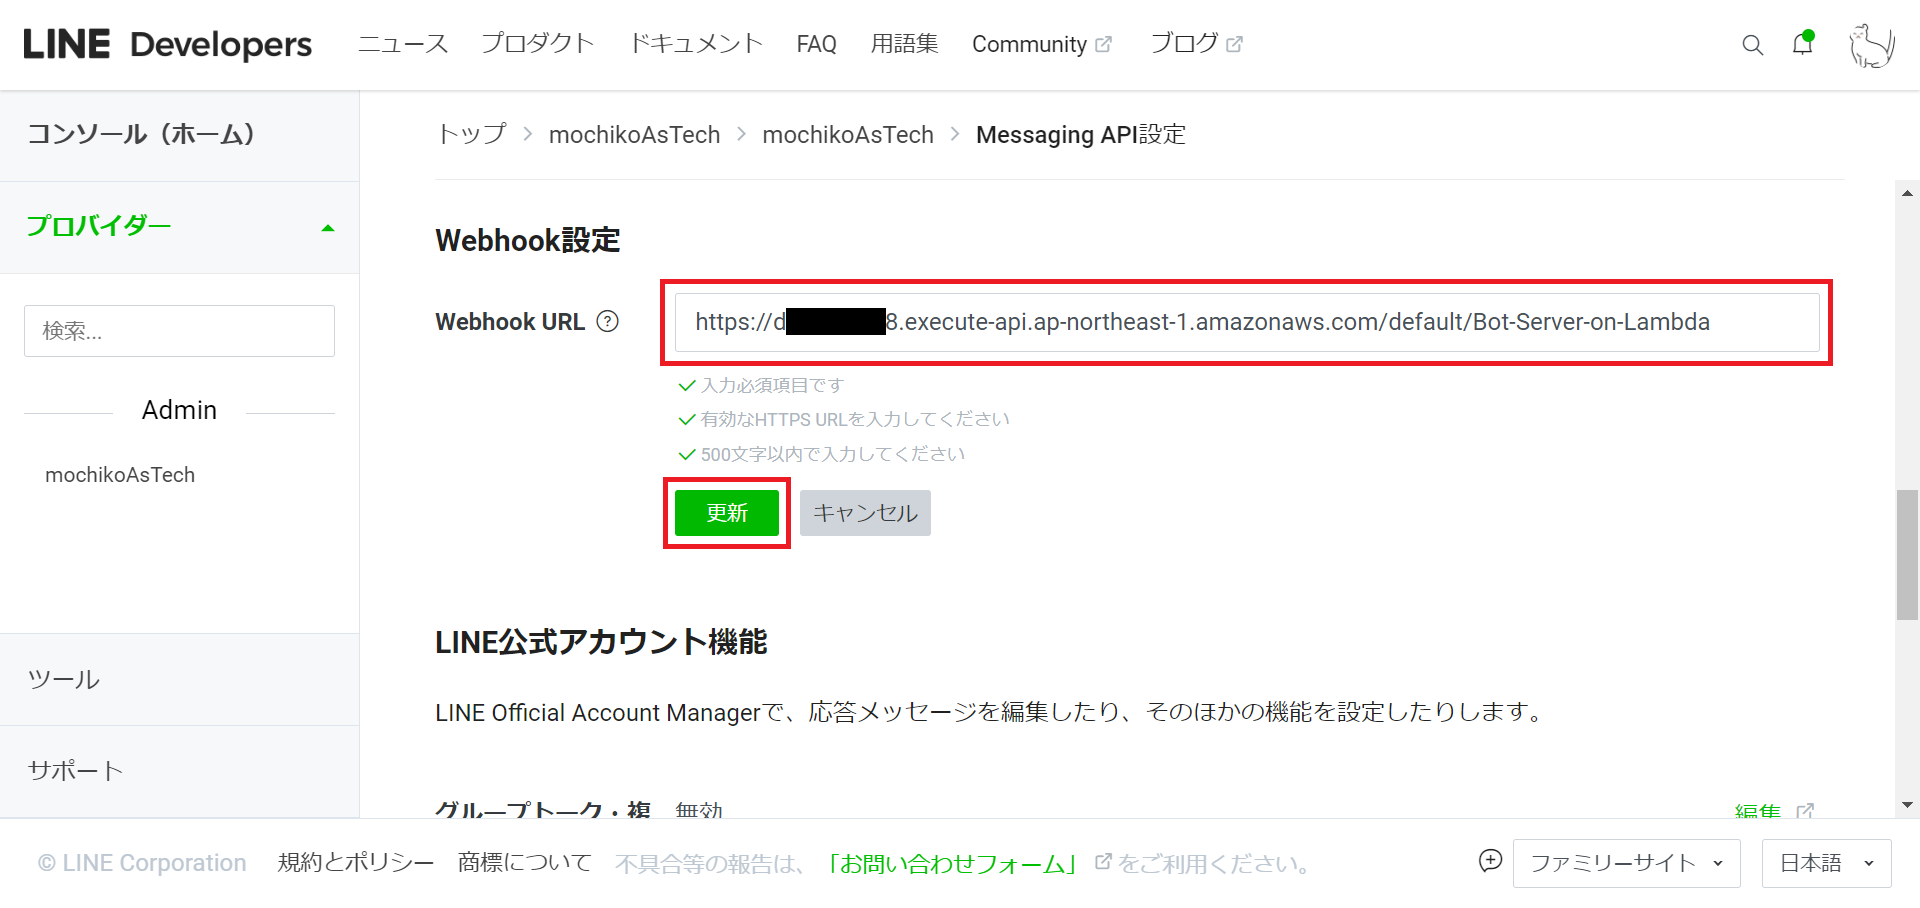 LINE Developers ニュース プロダクト ドキュメント FAQ 用語集 Community ブログ
コンソール（ホーム）
プロバイダー
検索...
Admin
mochikoAsTech
ツール
サポート
トップ > mochikoAsTech > mochikoAsTech > Messaging API設定
Webhook設定
Webhook URL ? https://d 8.execute-api.ap-northeast-1.amazonaws.com/default/Bot-Server-on-Lambda
入力必須項目です
有効なHTTPS URLを入力してください
500文字以内で入力してください
更新 キャンセル
LINE公式アカウント機能
LINE Official Account Managerで、応答メッセージを編集したり、そのほかの機能を設定したりします。
グループトーク・複 無効 編集
© LINE Corporation 規約とポリシー 商標について 不具合等の報告は、「お問い合わせフォーム」をご利用ください。 ファミリーサイト 日本語